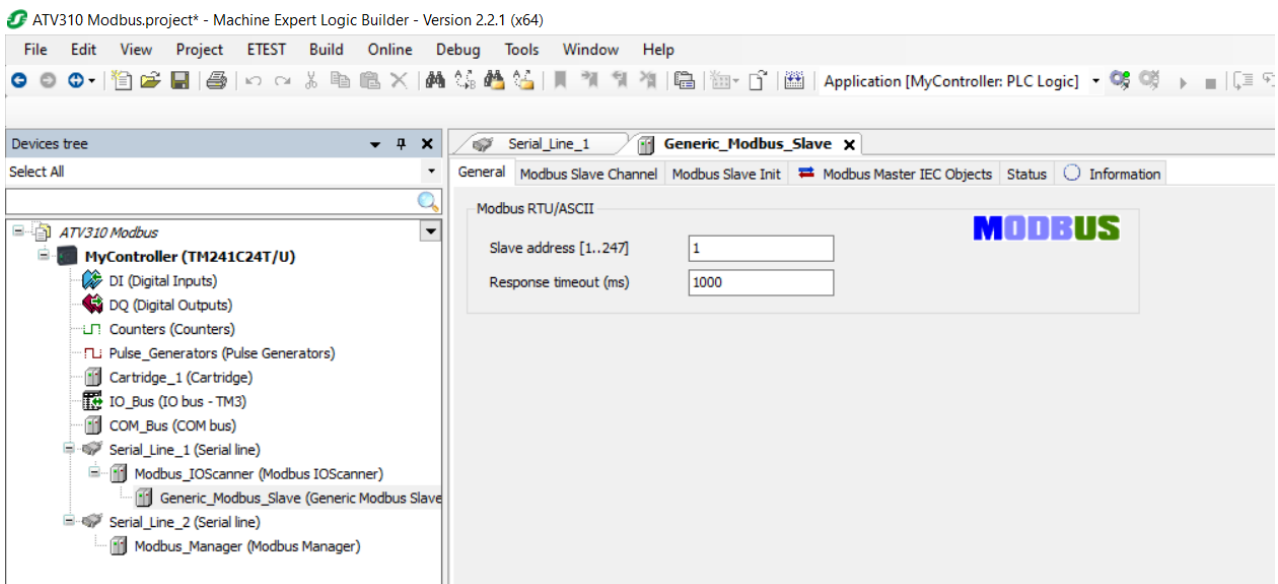 ATV310 Modbus.project* - Machine Expert Logic Builder - Version 2.2.1 (x64)
File Edit View Project ETEST Build Online Debug Tools Window Help
Application [MyController: PLC Logic]
Devices tree
Select All
ATV310 Modbus
MyController (TM241C24T/U)
DI (Digital Inputs)
DQ (Digital Outputs)
Counters (Counters)
Pulse_Generators (Pulse Generators)
Cartridge_1 (Cartridge)
IO_Bus (IO bus - TM3)
COM_Bus (COM bus)
Serial_Line_1 (Serial line)
Modbus_IOScanner (Modbus IOScanner)
Generic_Modbus_Slave (Generic Modbus Slave
Serial_Line_2 (Serial line)
Modbus_Manager (Modbus Manager)
Serial_Line_1 Generic_Modbus_Slave
General Modbus Slave Channel Modbus Slave Init Modbus Master IEC Objects Status Information
Modbus RTU/ASCII
MODBUS
Slave address [1..247] 1
Response timeout (ms) 1000